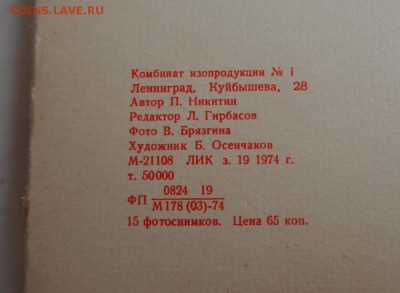 COINS.LAVE.RU
Комбинат изопродукции № 1
Ленинград, Куйбышева, 28
Автор П. Никитин
Редактор Л. Гирбасов
Фото В. Брязгина
Художник Б. Осенчаков
М-21108 ЛИК з. 19 1974 г.
т. 50000
ФП 0824 19
М178 (03)-74
15 фотоснимков. Цена 65 коп.